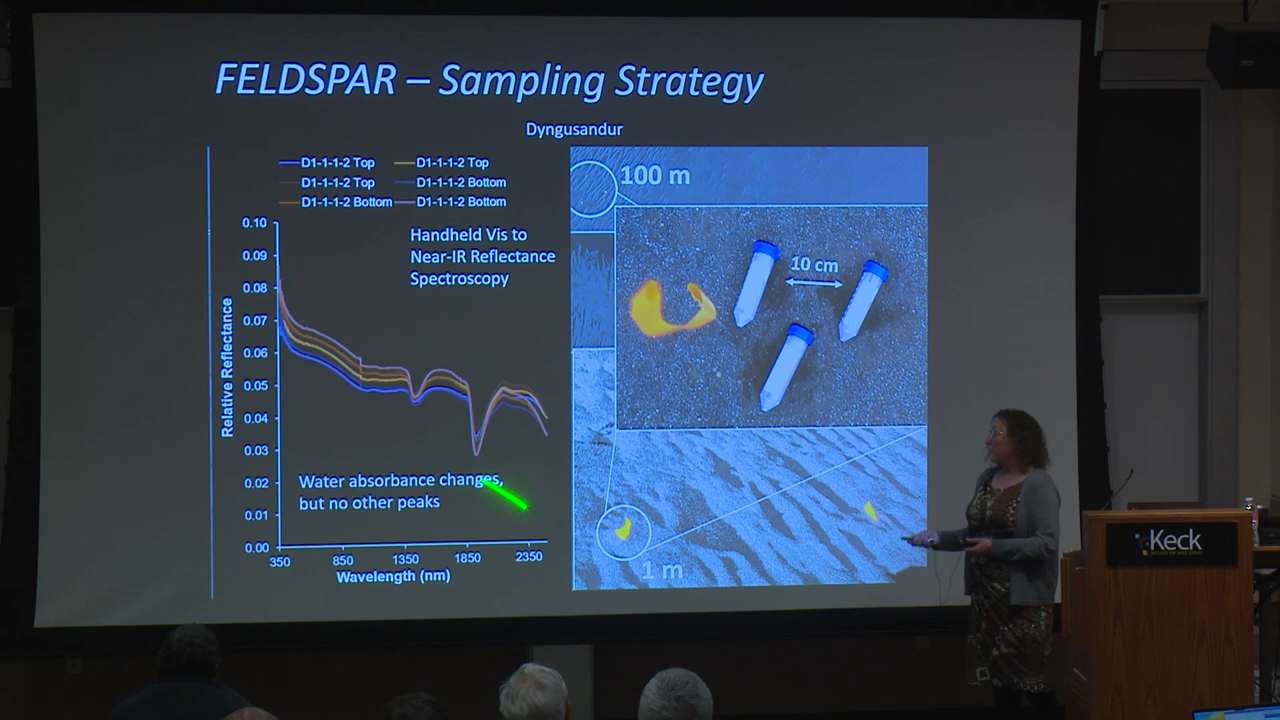 FELDSPAR – Sampling Strategy
Dyngusandur
D1-1-1-2 Top
D1-1-1-2 Top
D1-1-1-2 Top
D1-1-1-2 Bottom
D1-1-1-2 Bottom
D1-1-1-2 Bottom
Handheld Vis to
Near-IR Reflectance
Spectroscopy
0.10
0.09
0.08
0.07
0.06
0.05
0.04
0.03
0.02
0.01
0.00
Relative Reflectance
Water absorbance changes,
but no other peaks
350
850
1350
1850
2350
Wavelength (nm)
100 m
10 cm
1 m
Keck